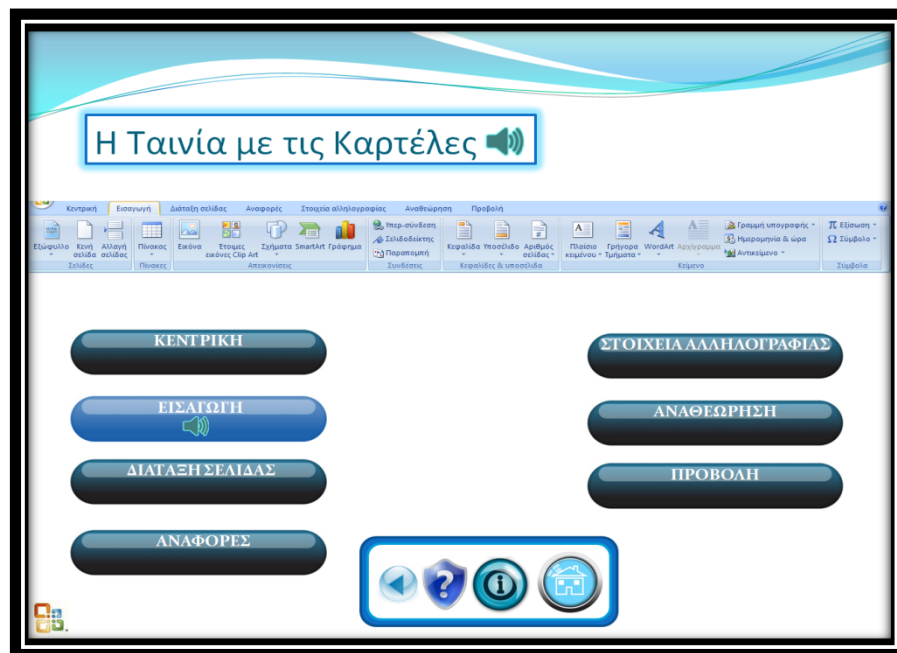 Η Ταινία με τις Καρτέλες
Κεντρική Εισαγωγή Διάταξη σελίδας Αναφορές Στοιχεία αλληλογραφίας Αναθεώρηση Προβολή
Εξώφυλλο Κενή σελίδα Αλλαγή σελίδας
Σελίδες
Πίνακας
Πίνακες
Εικόνα Έτοιμες εικόνες Clip Art Σχήματα SmartArt Γράφημα
Απεικονίσεις
Υπερ-σύνδεση
Σελιδοδείκτης
Παραπομπή
Συνδέσεις
Κεφαλίδα Υποσέλιδο Αριθμός σελίδας
Κεφαλίδες & υποσέλιδα
Πλαίσιο κειμένου Γρήγορα Τμήματα WordArt Αρχίγραμμα
Γραμμή υπογραφής
Ημερομηνία & ώρα
Αντικείμενο
Κείμενο
π Εξίσωση
Ω Σύμβολο
Σύμβολα
ΚΕΝΤΡΙΚΗ
ΕΙΣΑΓΩΓΗ
ΔΙΑΤΑΞΗ ΣΕΛΙΔΑΣ
ΑΝΑΦΟΡΕΣ
ΣΤΟΙΧΕΙΑ ΑΛΛΗΛΟΓΡΑΦΙΑΣ
ΑΝΑΘΕΩΡΗΣΗ
ΠΡΟΒΟΛΗ